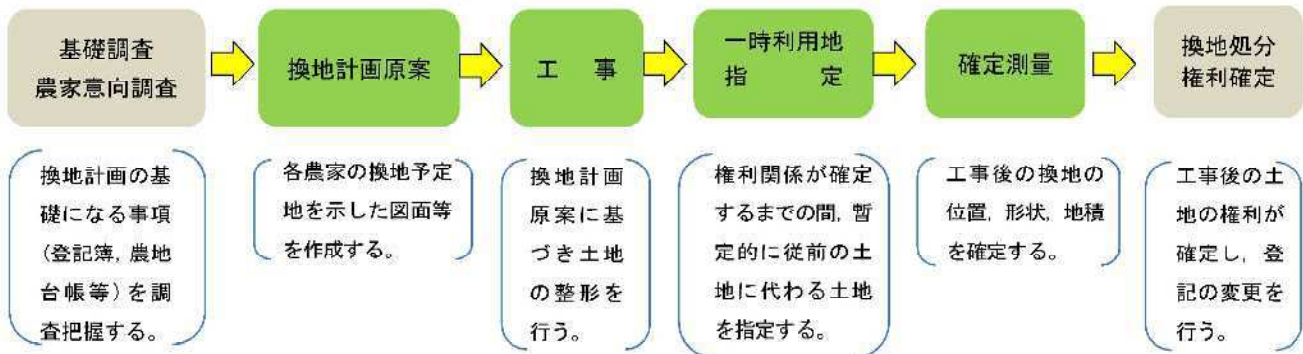 基礎調査
農家意向調査
換地計画原案
工　事
一時利用地
指　　　定
確定測量
換地処分
権利確定
換地計画の基
礎になる事項
（登記簿，農地
台帳等）を調
査把握する。
各農家の換地予定
地を示した図面等
を作成する。
換地計画
原案に基
づき土地
の整形を
行う。
権利関係が確定
するまでの間，暫
定的に従前の土
地に代わる土地
を指定する。
工事後の換地の
位置，形状，地積
を確定する。
工事後の土
地の権利が
確定し，登
記の変更を
行う。